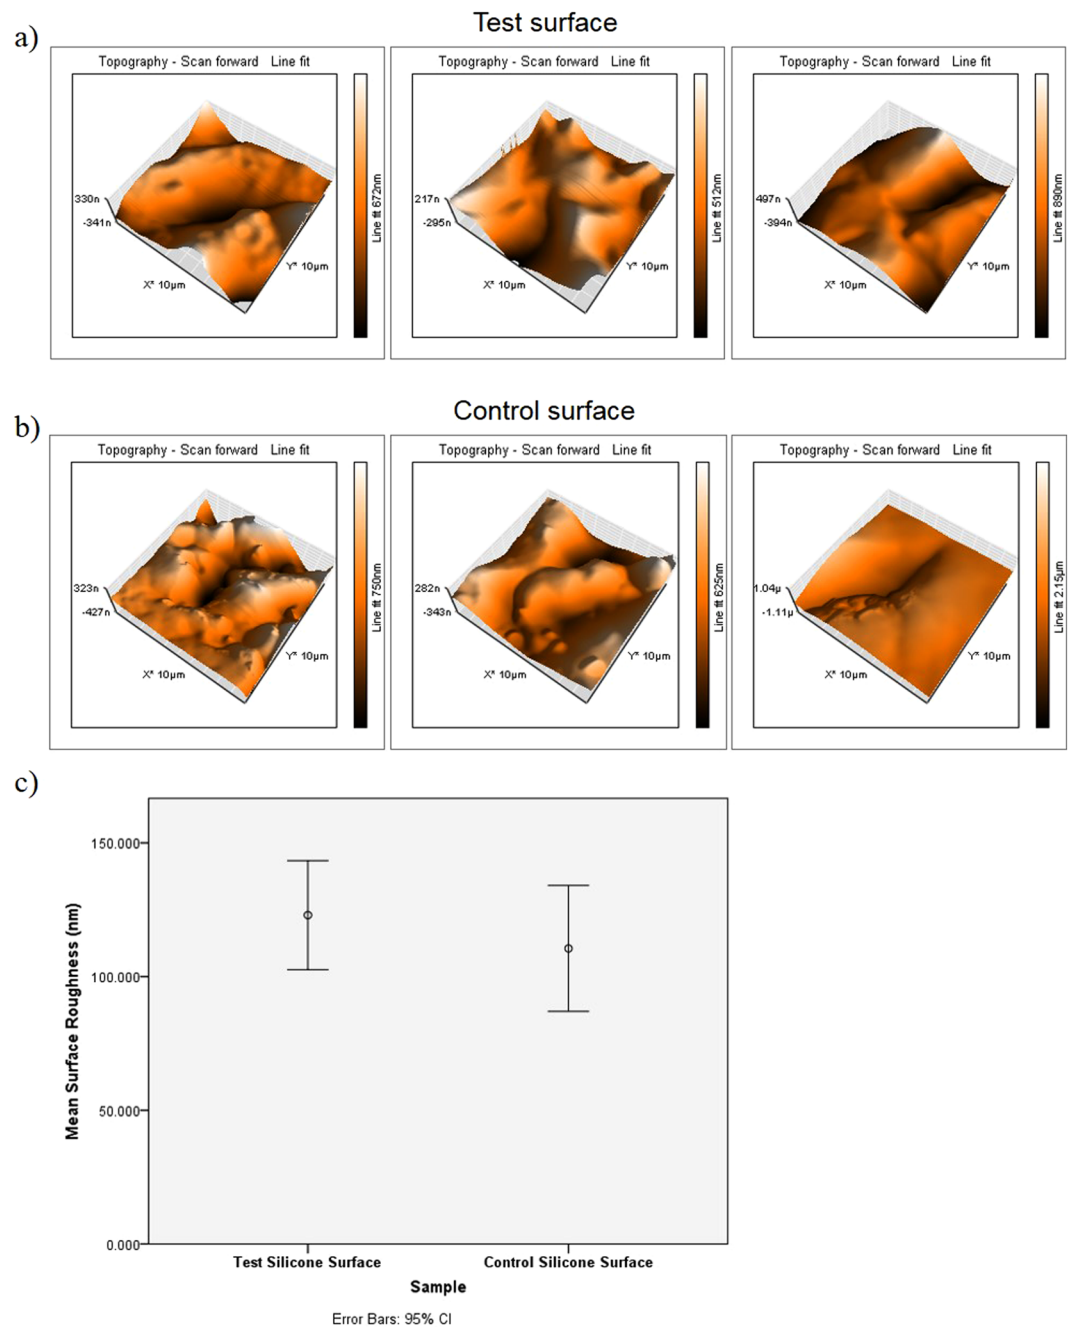 Test surface
a)
Topography - Scan forward Line fit
330n
-341n
X* 10µm
Y* 10µm
Line fit 672nm
Topography - Scan forward Line fit
217n
-295n
X* 10µm
Y* 10µm
Line fit 512nm
Topography - Scan forward Line fit
497n
-394n
X* 10µm
Y* 10µm
Line fit 890nm
Control surface
b)
Topography - Scan forward Line fit
323n
-427n
X* 10µm
Y* 10µm
Line fit 750nm
Topography - Scan forward Line fit
282n
-343n
X* 10µm
Y* 10µm
Line fit 625nm
Topography - Scan forward Line fit
1.04µ
-1.11µ
X* 10µm
Y* 10µm
Line fit 2.15µm
c)
Mean Surface Roughness (nm)
150.000
100.000
50.000
0.000
Test Silicone Surface
Control Silicone Surface
Sample
Error Bars: 95% CI